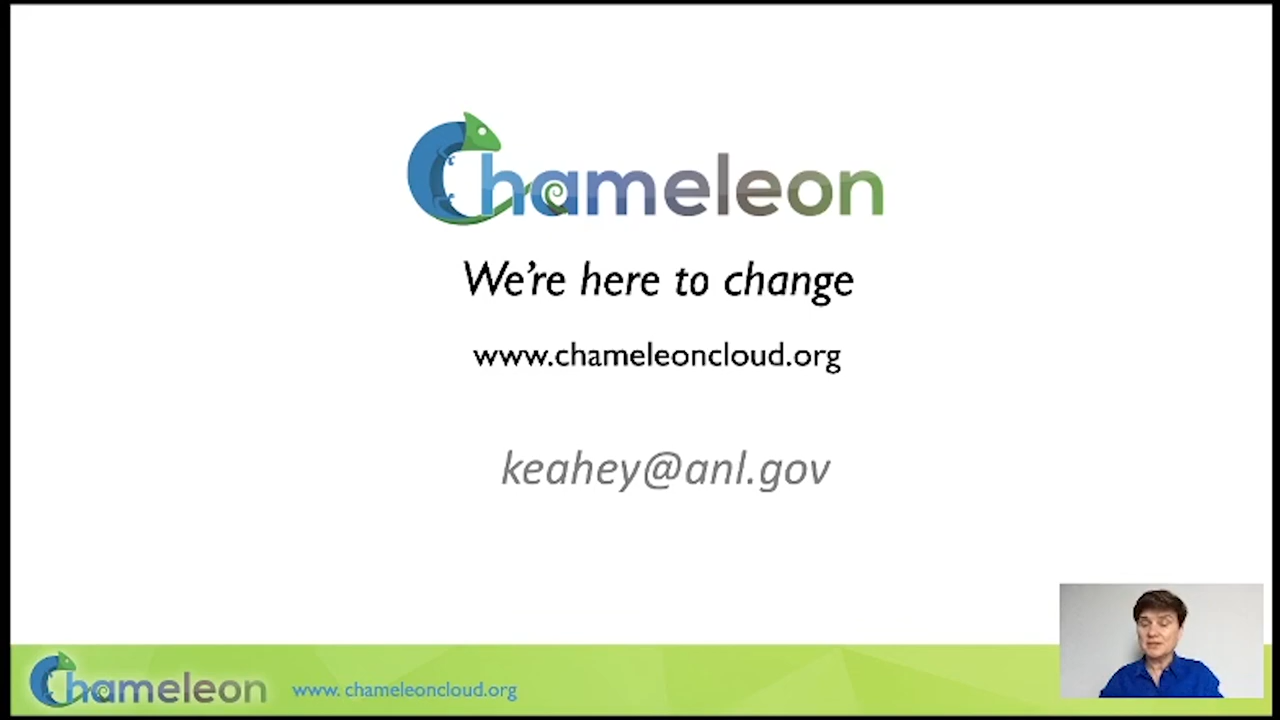 Chameleon
We're here to change
www.chameleoncloud.org
keahey@anl.gov
Chameleon
www. chameleoncloud.org